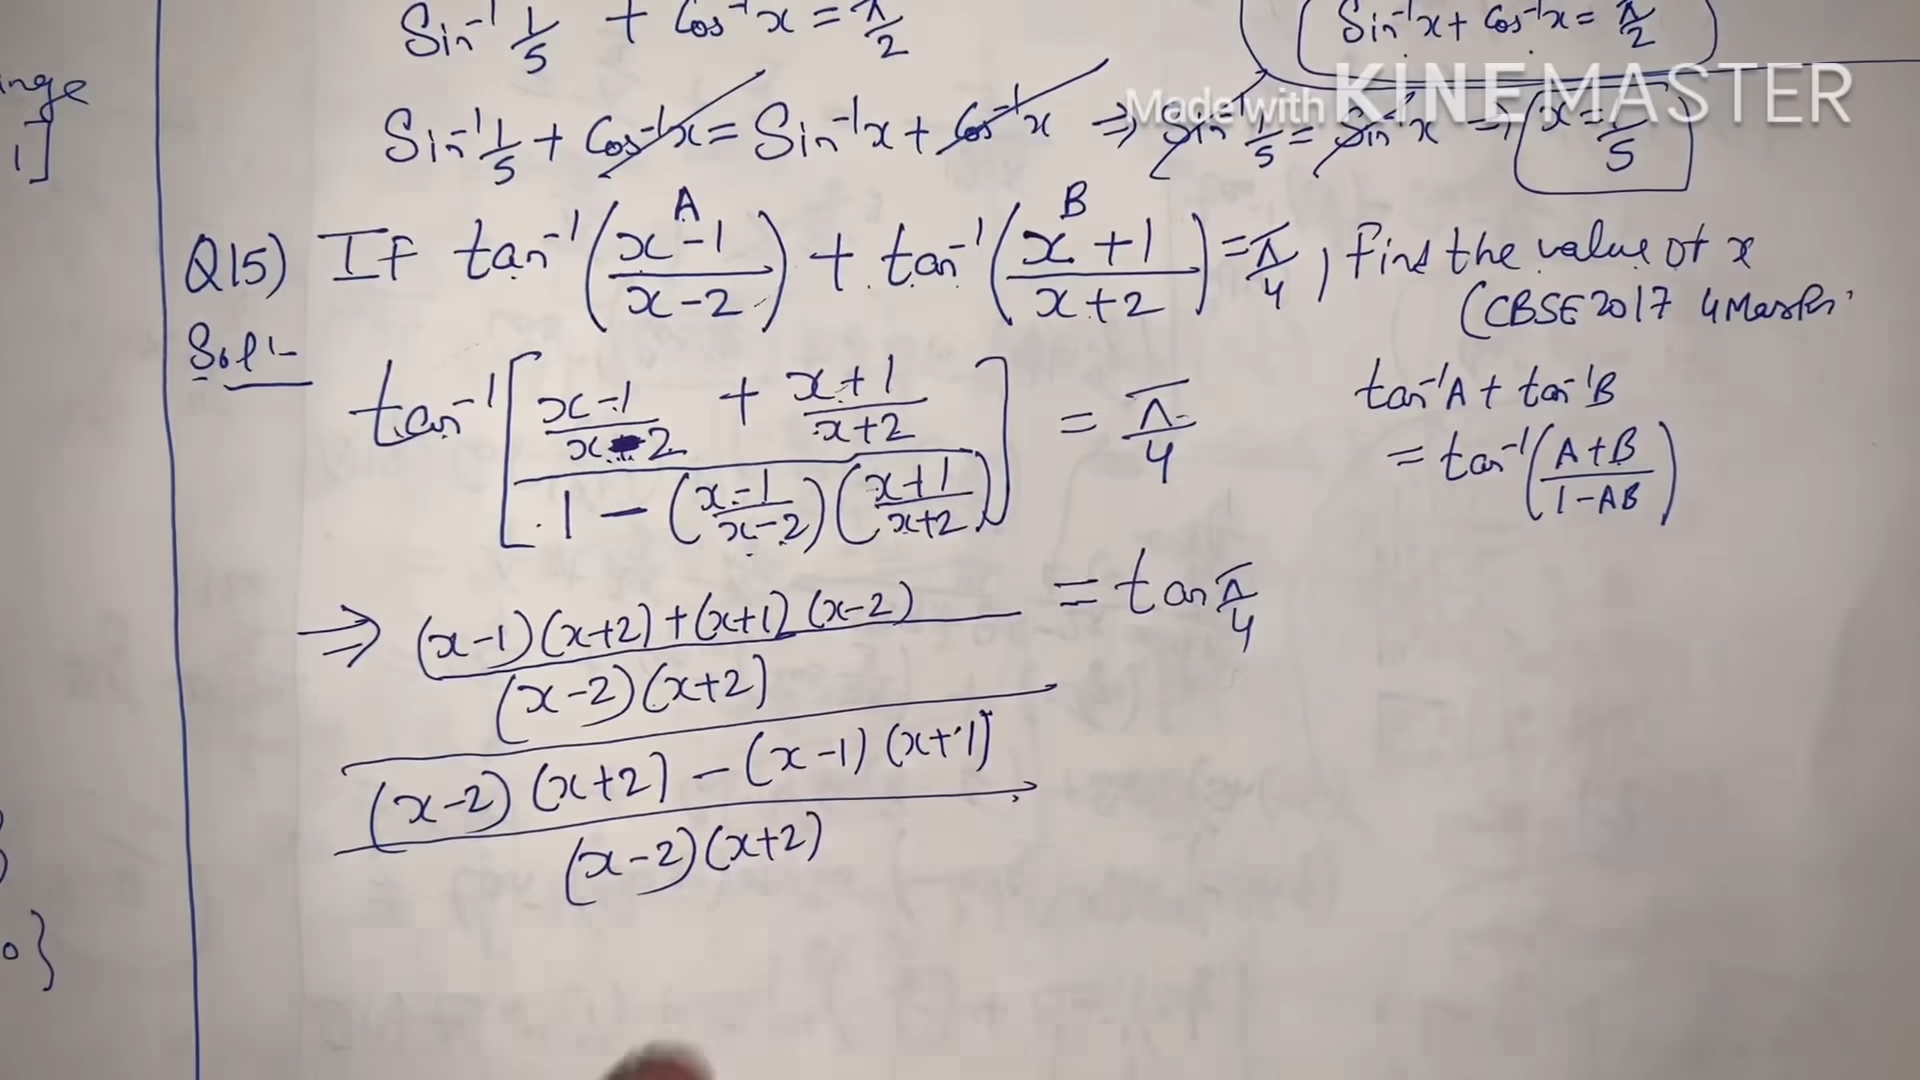 Sin⁻¹ 1/5 + Cos⁻¹x = π/2
Sin⁻¹x + Cos⁻¹x = π/2
Made with KINEMASTER
1]
Sin⁻¹ 1/5 + Cos⁻¹x = Sin⁻¹x + Cos⁻¹x ⇒ Sin⁻¹ 1/5 = Sin⁻¹x ⇒ x = 1/5
A B
Q15) If tan⁻¹((x-1)/(x-2)) + tan⁻¹((x+1)/(x+2)) = π/4, Find the value of x
(CBSE 2017 4 Marks
Sol:-
tan⁻¹[((x-1)/(x-2) + (x+1)/(x+2))/(1 - ((x-1)/(x-2))((x+1)/(x+2)))] = π/4
tan⁻¹A + tan⁻¹B
= tan⁻¹((A+B)/(1-AB))
⇒ (((x-1)(x+2)+(x+1)(x-2))/((x-2)(x+2)))/(((x-2)(x+2)-(x-1)(x+1))/((x-2)(x+2))) = tan π/4